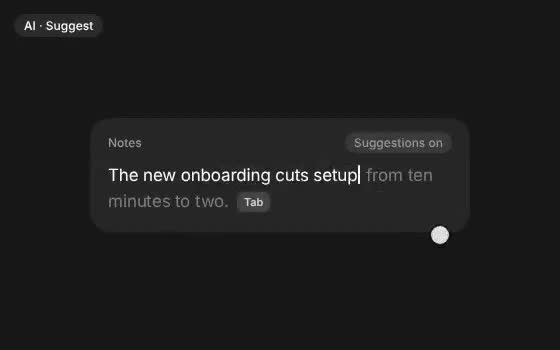 AI · Suggest
Notes
Suggestions on
The new onboarding cuts setup from ten
minutes to two. Tab